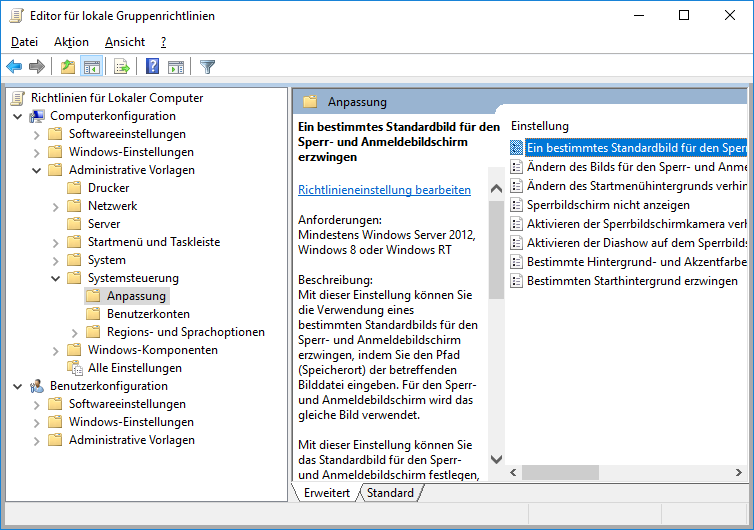 Editor für lokale Gruppenrichtlinien
Datei Aktion Ansicht ?
Richtlinien für Lokaler Computer
Computerkonfiguration
Softwareeinstellungen
Windows-Einstellungen
Administrative Vorlagen
Drucker
Netzwerk
Server
Startmenü und Taskleiste
System
Systemsteuerung
Anpassung
Benutzerkonten
Regions- und Sprachoptionen
Windows-Komponenten
Alle Einstellungen
Benutzerkonfiguration
Softwareeinstellungen
Windows-Einstellungen
Administrative Vorlagen
Anpassung
Ein bestimmtes Standardbild für den
Sperr- und Anmeldebildschirm
erzwingen
Richtlinieneinstellung bearbeiten
Anforderungen:
Mindestens Windows Server 2012,
Windows 8 oder Windows RT
Beschreibung:
Mit dieser Einstellung können Sie
die Verwendung eines
bestimmten Standardbilds für den
Sperr- und Anmeldebildschirm
erzwingen, indem Sie den Pfad
(Speicherort) der betreffenden
Bilddatei eingeben. Für den Sperr-
und Anmeldebildschirm wird das
gleiche Bild verwendet.
Mit dieser Einstellung können Sie
das Standardbild für den Sperr-
und Anmeldebildschirm festlegen,
Einstellung
Ein bestimmtes Standardbild für den Sperr
Ändern des Bilds für den Sperr- und Anme
Ändern des Startmenühintergrunds verhin
Sperrbildschirm nicht anzeigen
Aktivieren der Sperrbildschirmkamera verh
Aktivieren der Diashow auf dem Sperrbilds
Bestimmte Hintergrund- und Akzentfarbe
Bestimmten Starthintergrund erzwingen
Erweitert Standard